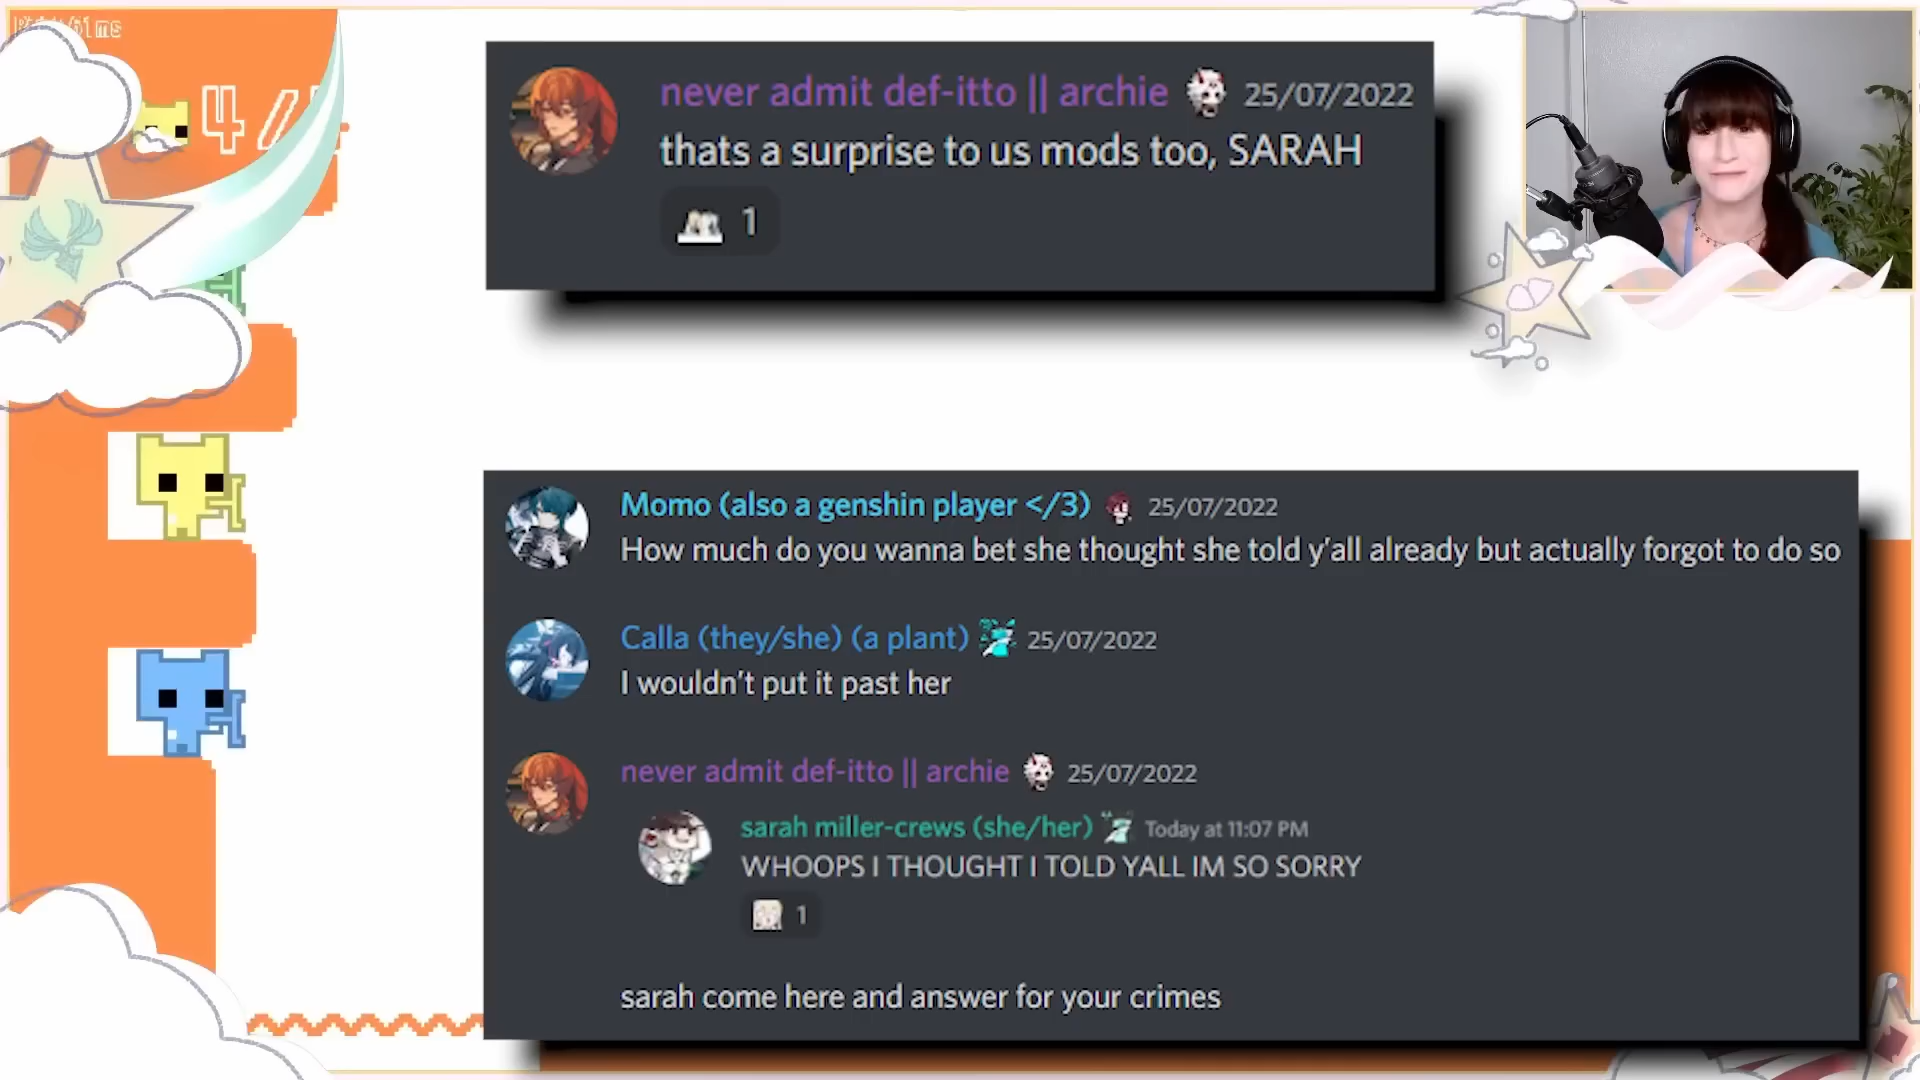 4/
never admit def-itto || archie 25/07/2022
thats a surprise to us mods too, SARAH
1
Momo (also a genshin player </3) 25/07/2022
How much do you wanna bet she thought she told y'all already but actually forgot to do so
Calla (they/she) (a plant) 25/07/2022
I wouldn't put it past her
never admit def-itto || archie 25/07/2022
sarah miller-crews (she/her) Today at 11:07 PM
WHOOPS I THOUGHT I TOLD YALL IM SO SORRY
1
sarah come here and answer for your crimes